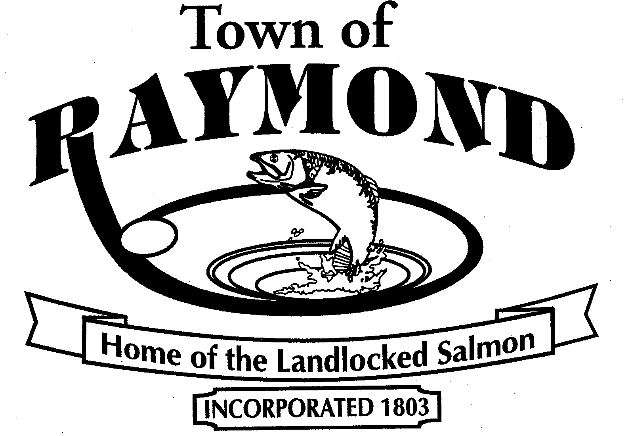 Town of
RAYMOND
Home of the Landlocked Salmon
INCORPORATED 1803